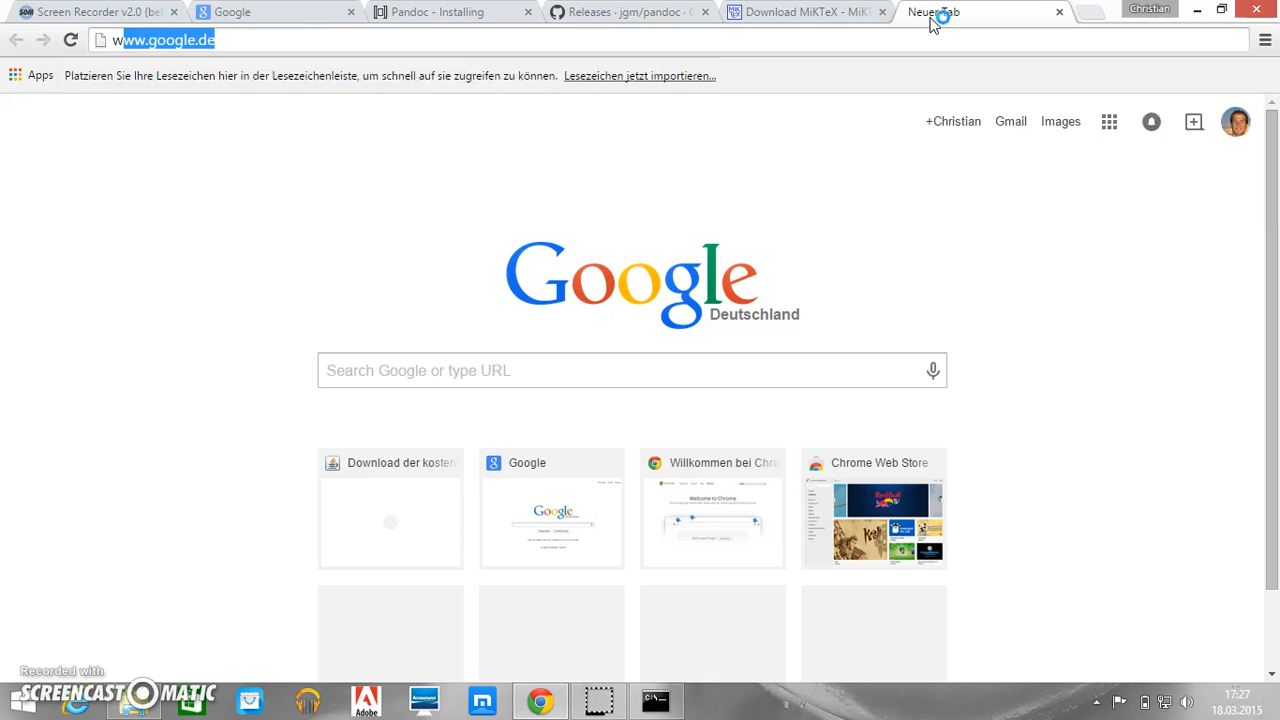 Screen Recorder v2.0 (be
Google
Pandoc - Installing
Releases · jgm/pandoc · G
Download MiKTeX - MiKT
Neuer Tab
Christian
www.google.de
Apps
Platzieren Sie Ihre Lesezeichen hier in der Lesezeichenleiste, um schnell auf sie zugreifen zu können.
Lesezeichen jetzt importieren...
+Christian
Gmail
Images
Google
Deutschland
Search Google or type URL
Download der kosten
Google
Willkommen bei Chro
Chrome Web Store
Recorded with
SCREENCAST-O-MATIC
Adobe
17:27
18.03.2015